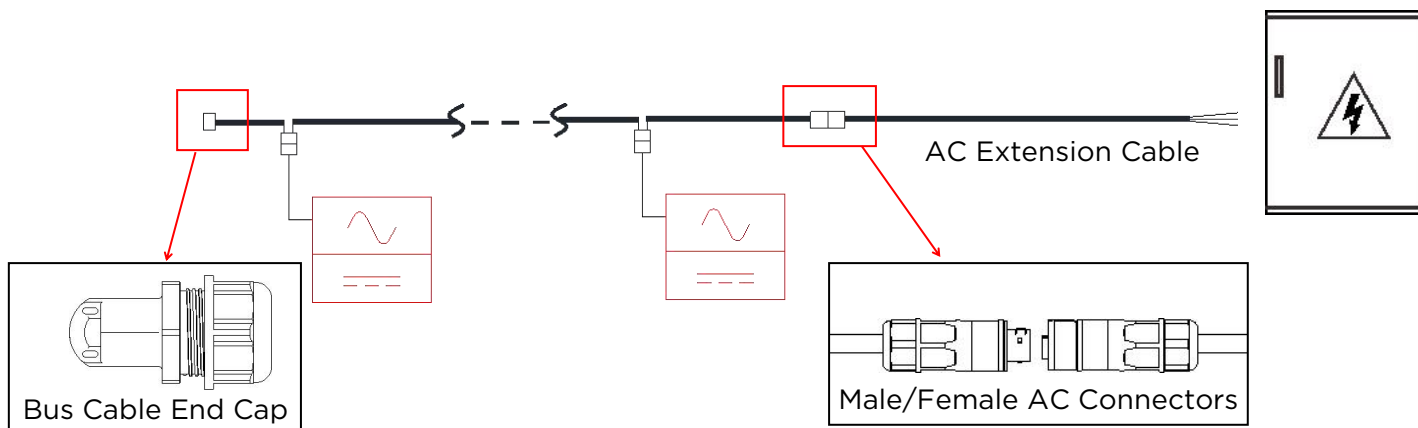 AC Extension Cable
Bus Cable End Cap
Male/Female AC Connectors